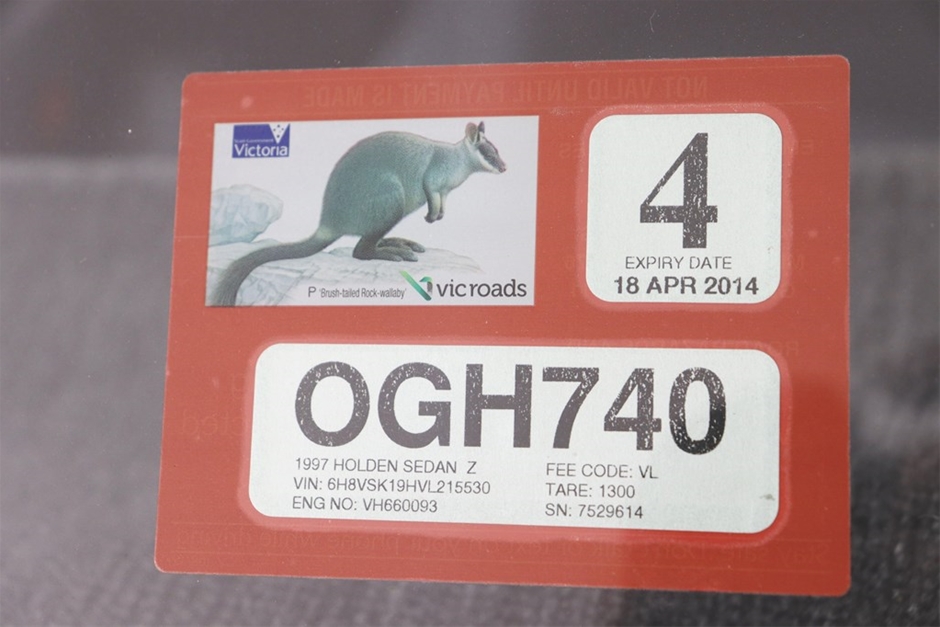 NOT VALID UNTIL PAYMENT IS MADE
Victoria
P "Brush-tailed Rock-wallaby"
vicroads
4
EXPIRY DATE
18 APR 2014
OGH740
1997 HOLDEN SEDAN Z
VIN: 6H8VSK19HVL215530
ENG NO: VH660093
FEE CODE: VL
TARE: 1300
SN: 7529614